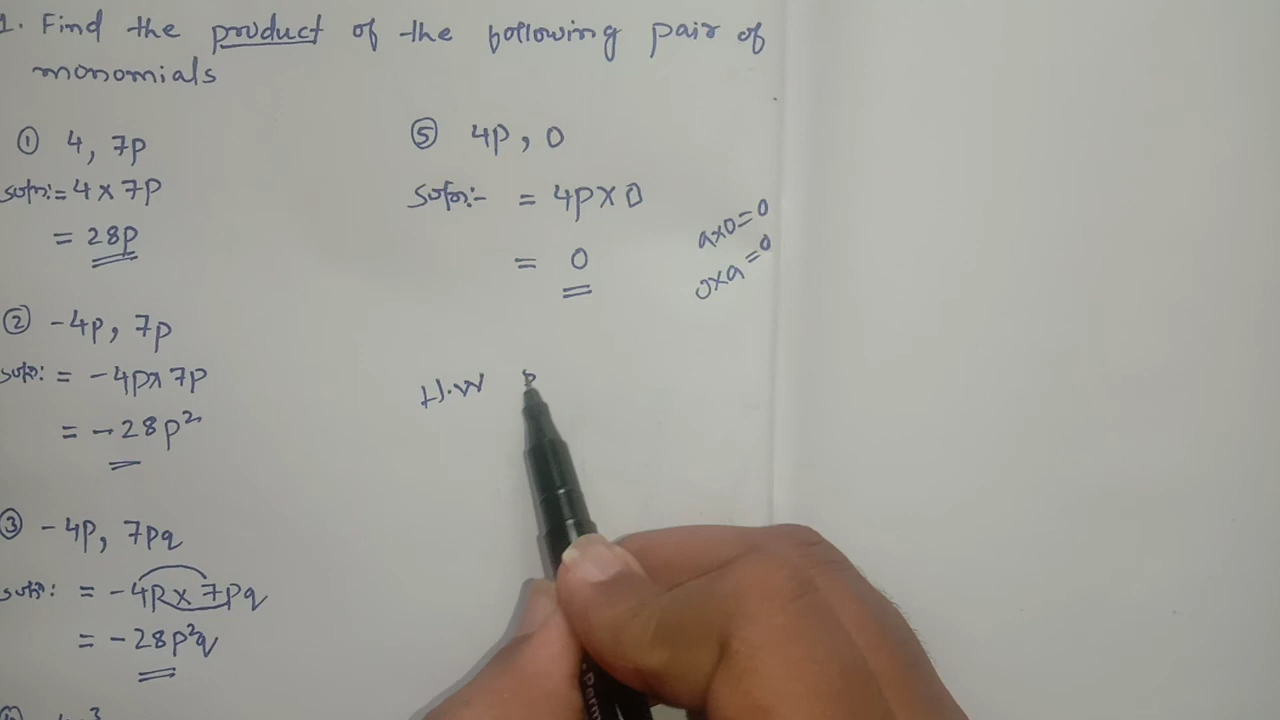 1. Find the product of the following pair of
monomials
① 4, 7p
Soln:= 4 × 7p
= 28p
② -4p, 7p
Soln: = -4p× 7p
= -28p²
③ -4p, 7pq
Soln: = -4p × 7pq
= -28p²q
⑤ 4p, 0
Soln:- = 4p × 0
= 0
a×0=0
0×a=0
H.W